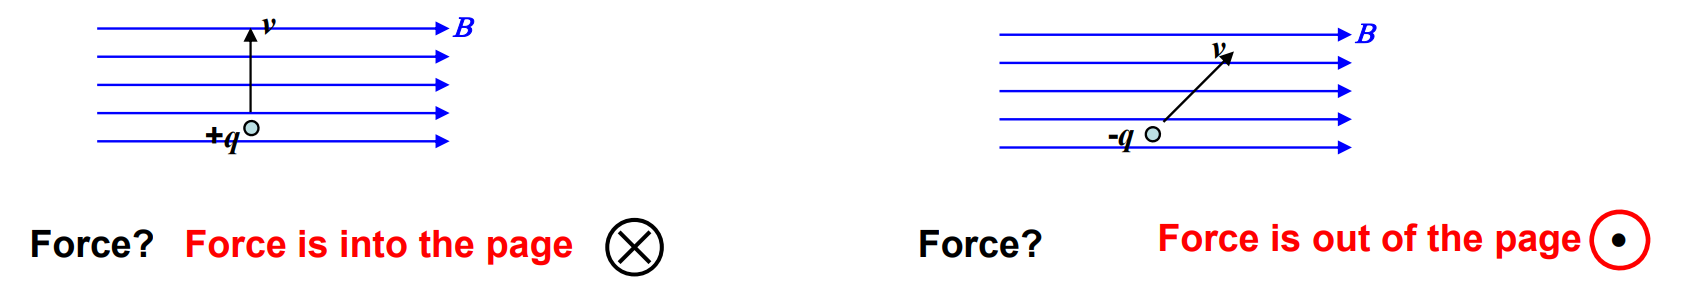 v
B
+q
Force? Force is into the page
B
v
-q
Force? Force is out of the page